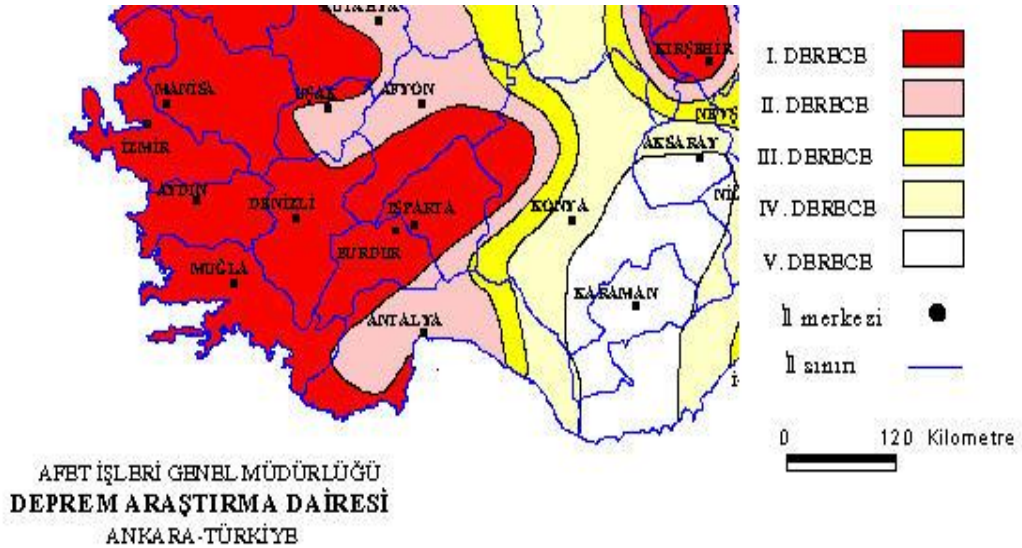 KÜTAHYA
KIRŞEHİR
MANİSA
UŞAK
AFYON
NEVŞ
İZMİR
AKSARAY
AYDIN
DENİZLİ
ISPARTA
KONYA
NİĞ
BURDUR
MUĞLA
KARAMAN
ANTALYA
I. DERECE
II. DERECE
III. DERECE
IV. DERECE
V. DERECE
İl merkezi
İl sınırı
0 120 Kilometre
AFET İŞLERİ GENEL MÜDÜRLÜĞÜ
DEPREM ARAŞTIRMA DAİRESİ
ANKARA-TÜRKİYE